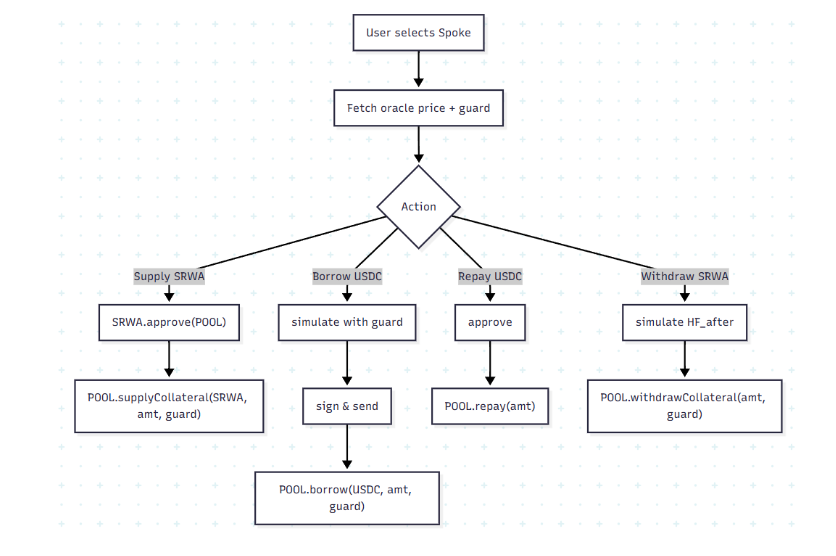 User selects Spoke
Fetch oracle price + guard
Action
Supply SRWA
Borrow USDC
Repay USDC
Withdraw SRWA
SRWA.approve(POOL)
simulate with guard
approve
simulate HF_after
POOL.supplyCollateral(SRWA,
amt, guard)
sign & send
POOL.repay(amt)
POOL.withdrawCollateral(amt,
guard)
POOL.borrow(USDC, amt,
guard)